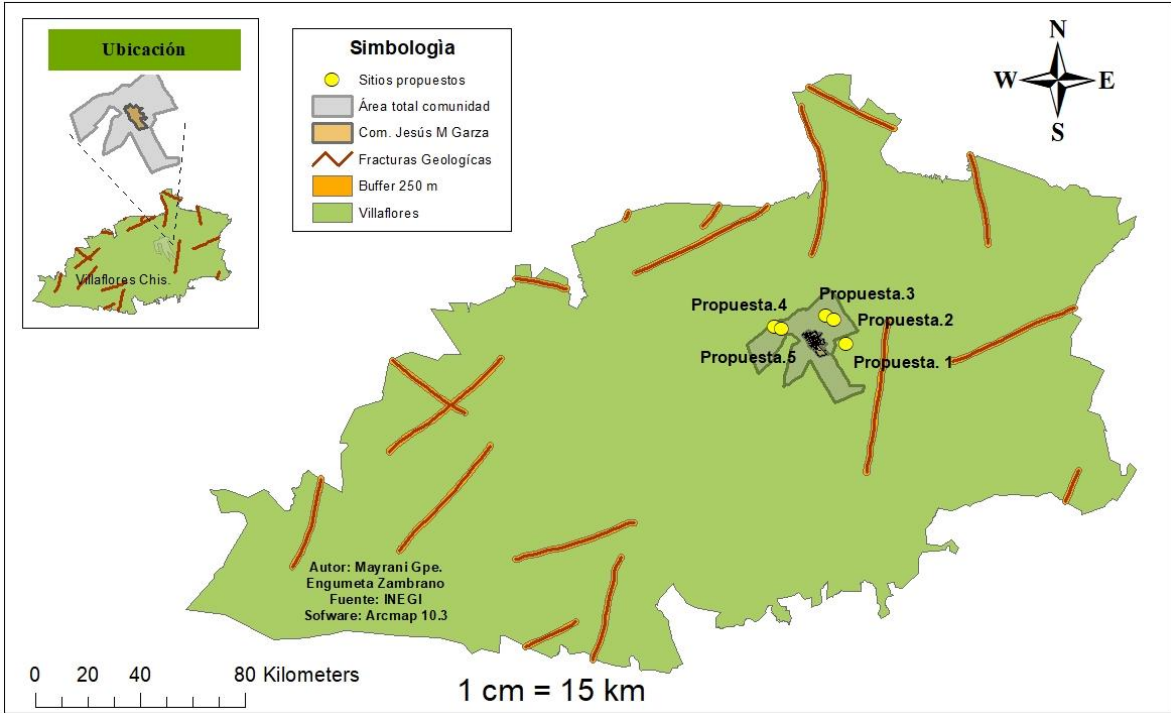 Ubicación
Villaflores Chis.
Simbologìa
Sitios propuestos
Área total comunidad
Com. Jesús M Garza
Fracturas Geologícas
Buffer 250 m
Villaflores
N
W E
S
Propuesta.4
Propuesta.3
Propuesta.2
Propuesta.5
Propuesta. 1
Autor: Mayrani Gpe.
Engumeta Zambrano
Fuente: INEGI
Sofware: Arcmap 10.3
0 20 40 80 Kilometers
1 cm = 15 km